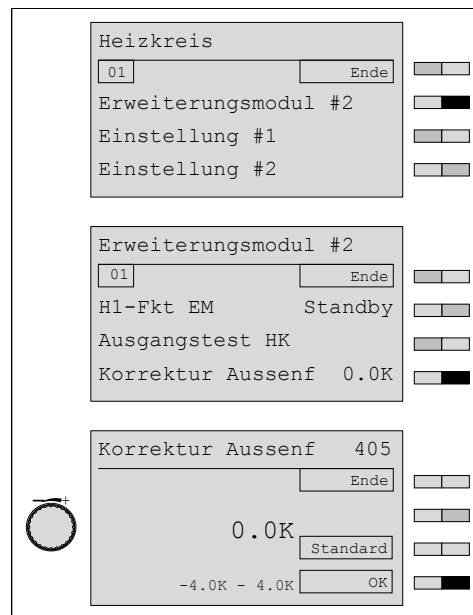 Heizkreis
01 Ende
Erweiterungsmodul #2
Einstellung #1
Einstellung #2
Erweiterungsmodul #2
01 Ende
H1-Fkt EM Standby
Ausgangstest HK
Korrektur Aussenf 0.0K
Korrektur Aussenf 405
Ende
+
0.0K
Standard
-4.0K - 4.0K OK